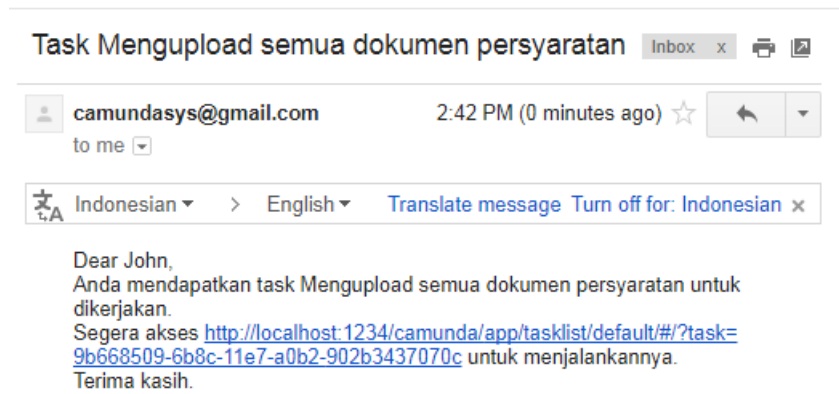 Task Mengupload semua dokumen persyaratan Inbox x
camundasys@gmail.com 2:42 PM (0 minutes ago)
to me
Indonesian > English Translate message Turn off for: Indonesian x
Dear John,
Anda mendapatkan task Mengupload semua dokumen persyaratan untuk
dikerjakan.
Segera akses http://localhost:1234/camunda/app/tasklist/default/#/?task=
9b668509-6b8c-11e7-a0b2-902b3437070c untuk menjalankannya.
Terima kasih.